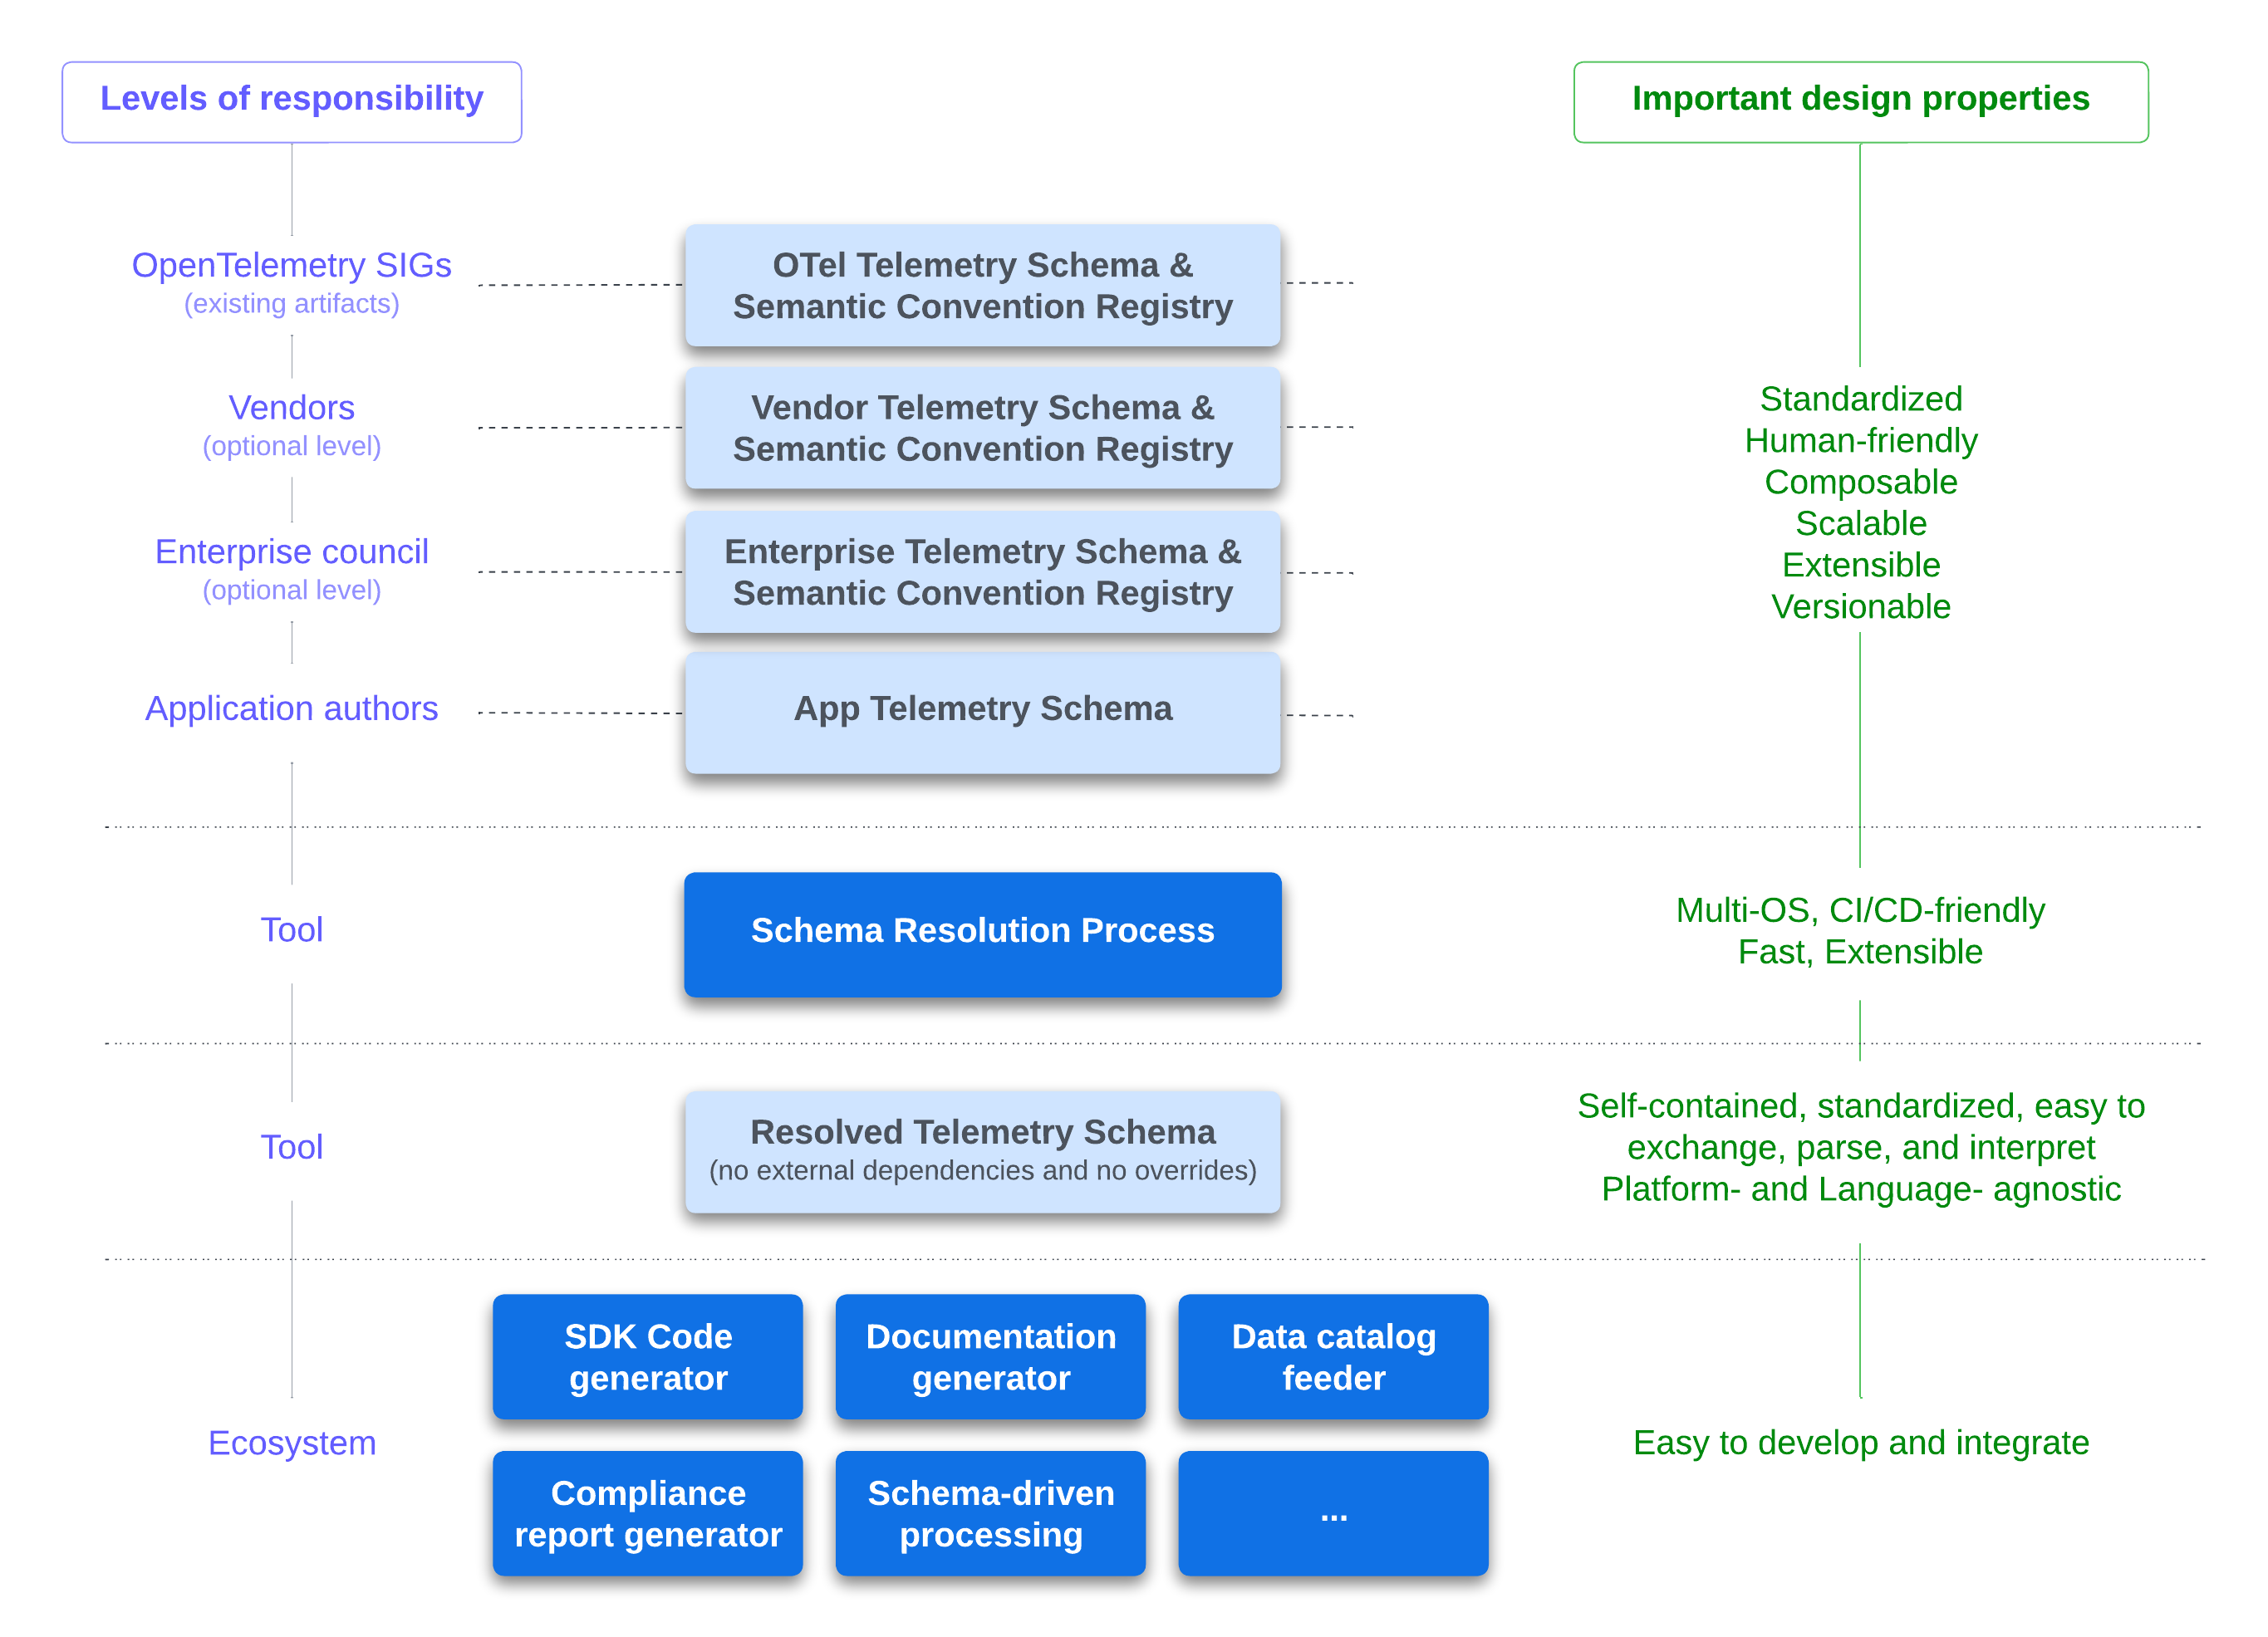 Levels of responsibility
Important design properties
OpenTelemetry SIGs
(existing artifacts)
OTel Telemetry Schema &
Semantic Convention Registry
Vendors
(optional level)
Vendor Telemetry Schema &
Semantic Convention Registry
Enterprise council
(optional level)
Enterprise Telemetry Schema &
Semantic Convention Registry
Application authors
App Telemetry Schema
Standardized
Human-friendly
Composable
Scalable
Extensible
Versionable
Tool
Schema Resolution Process
Multi-OS, CI/CD-friendly
Fast, Extensible
Tool
Resolved Telemetry Schema
(no external dependencies and no overrides)
Self-contained, standardized, easy to
exchange, parse, and interpret
Platform- and Language- agnostic
Ecosystem
SDK Code
generator
Documentation
generator
Data catalog
feeder
Compliance
report generator
Schema-driven
processing
...
Easy to develop and integrate